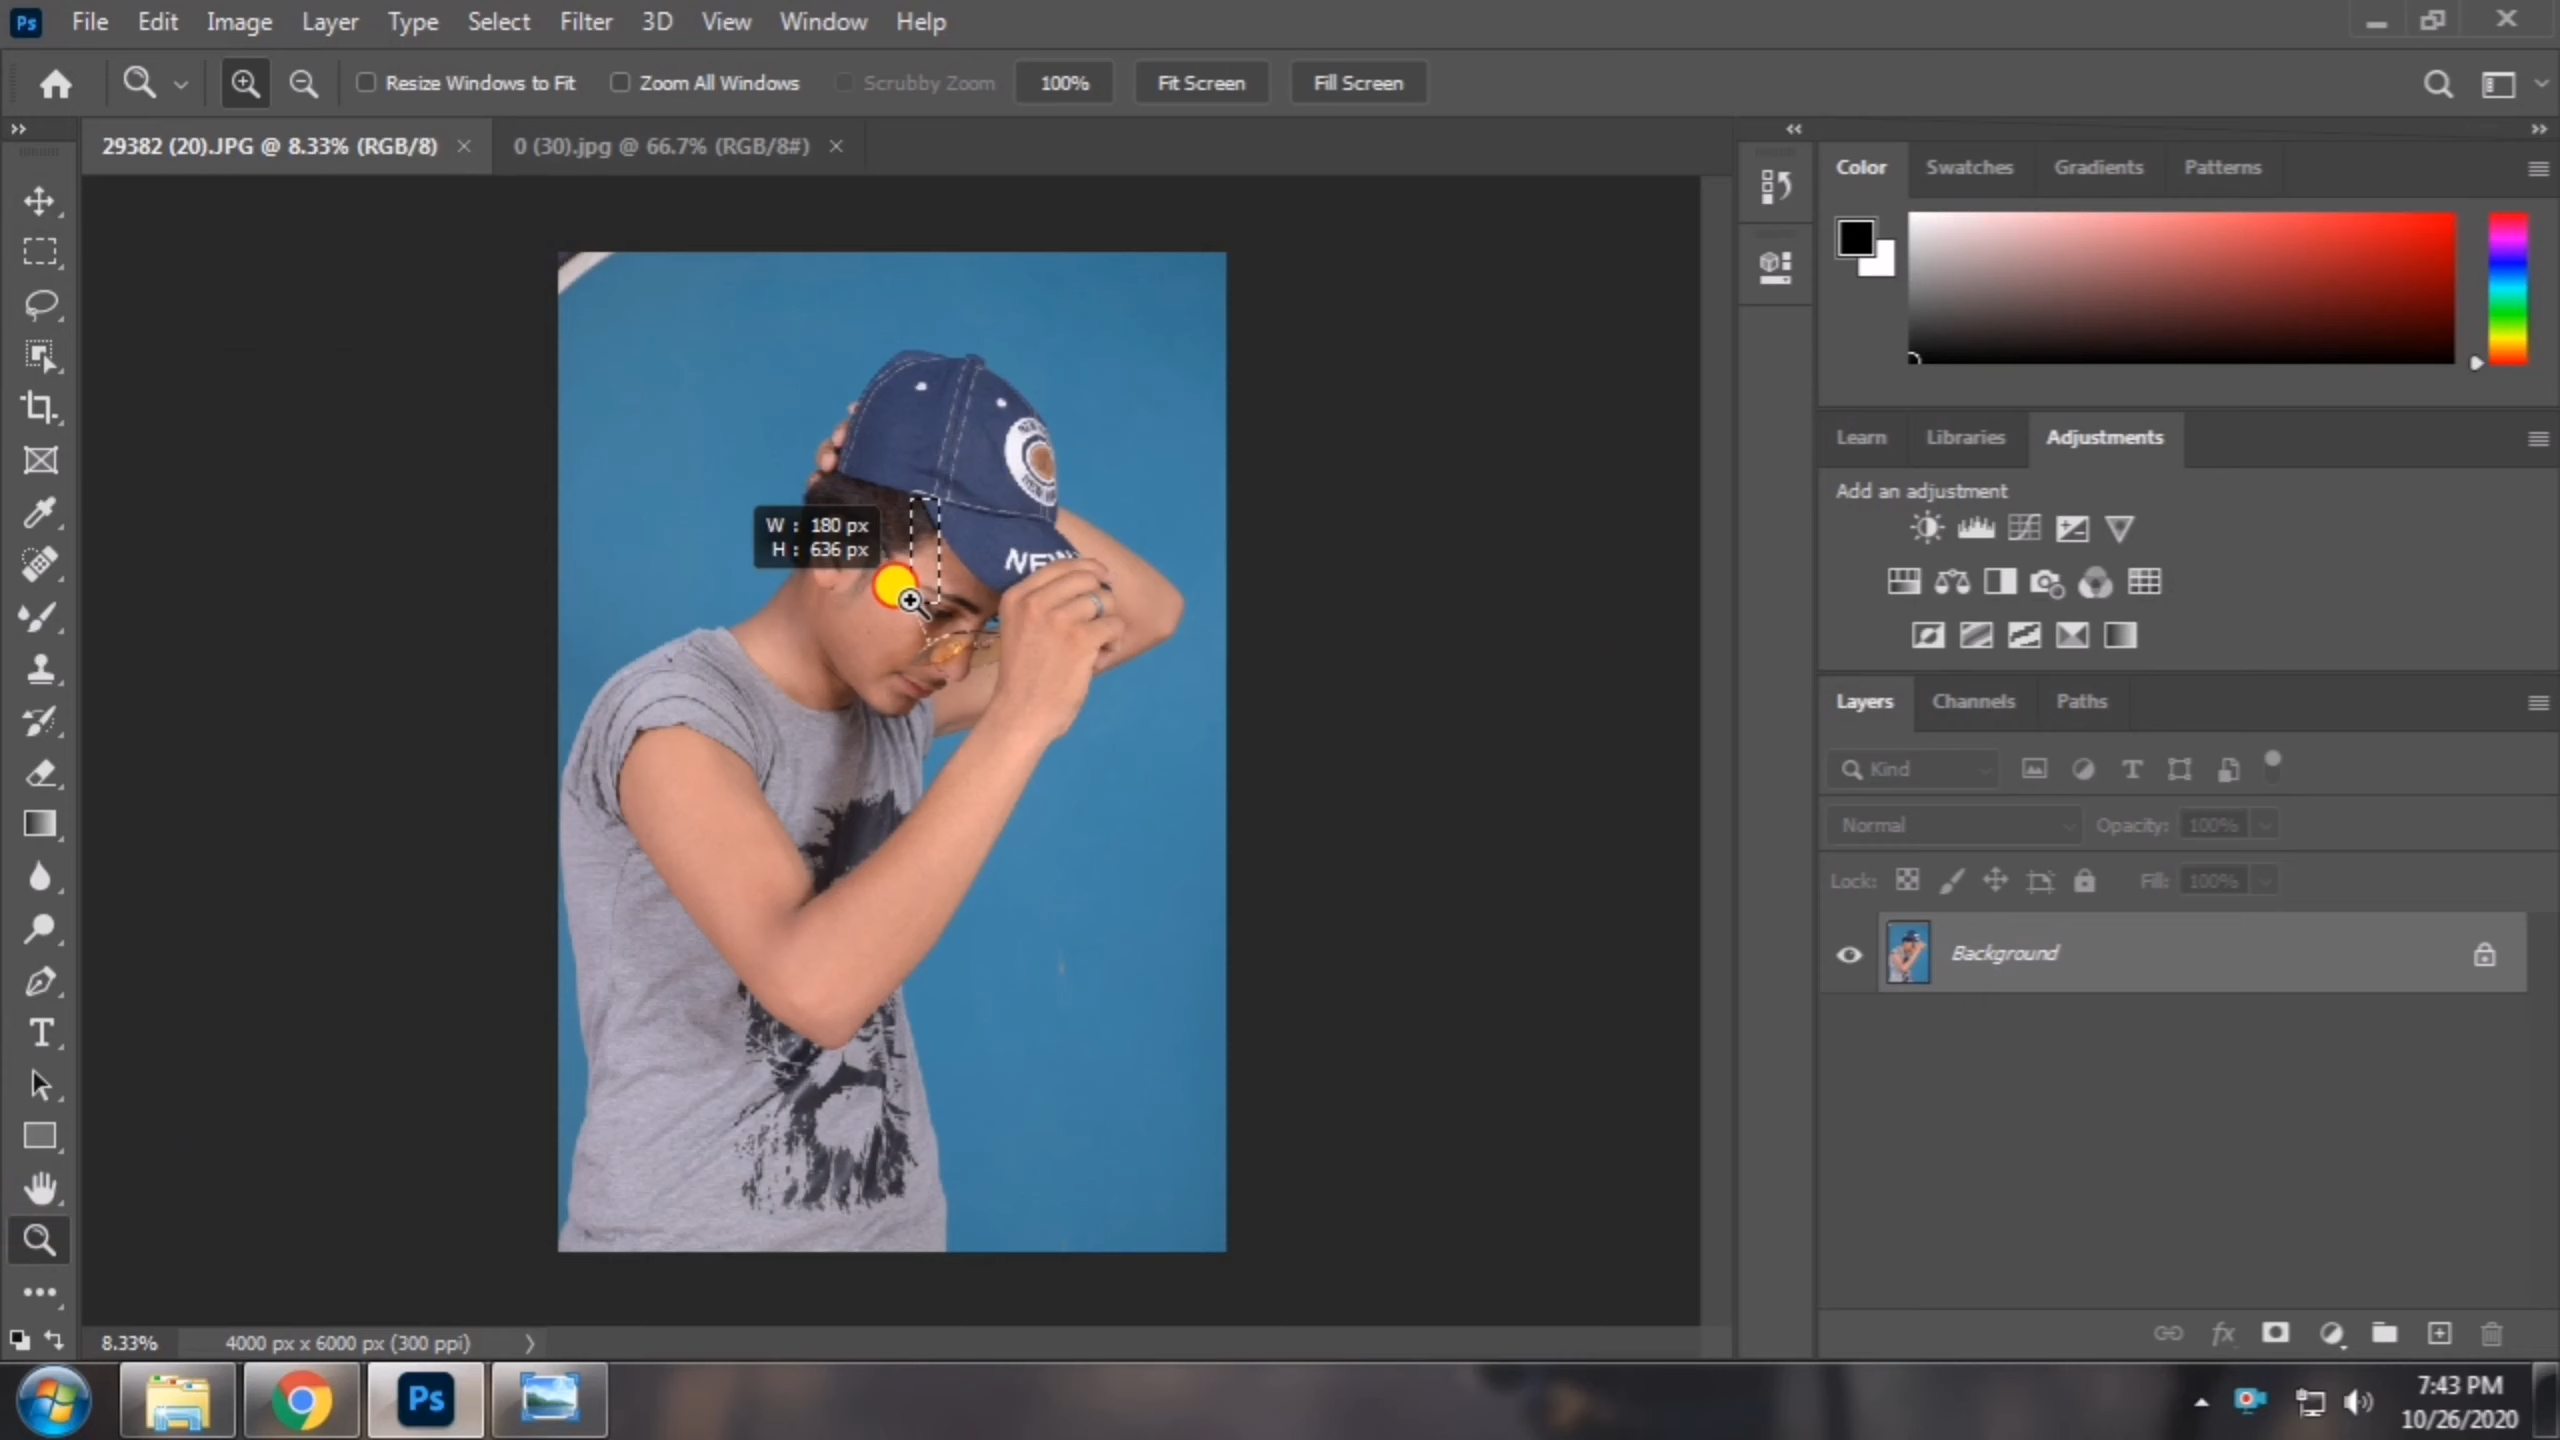 Ps File Edit Image Layer Type Select Filter 3D View Window Help
Resize Windows to Fit Zoom All Windows Scrubby Zoom 100% Fit Screen Fill Screen
29382 (20).JPG @ 8.33% (RGB/8) × 0 (30).jpg @ 66.7% (RGB/8#) ×
Color Swatches Gradients Patterns
Learn Libraries Adjustments
Add an adjustment
W : 180 px
H : 636 px
NEW
Layers Channels Paths
Kind
Normal Opacity: 100%
Lock: Fill: 100%
Background
8.33% 4000 px x 6000 px (300 ppi)
Ps
7:43 PM
10/26/2020